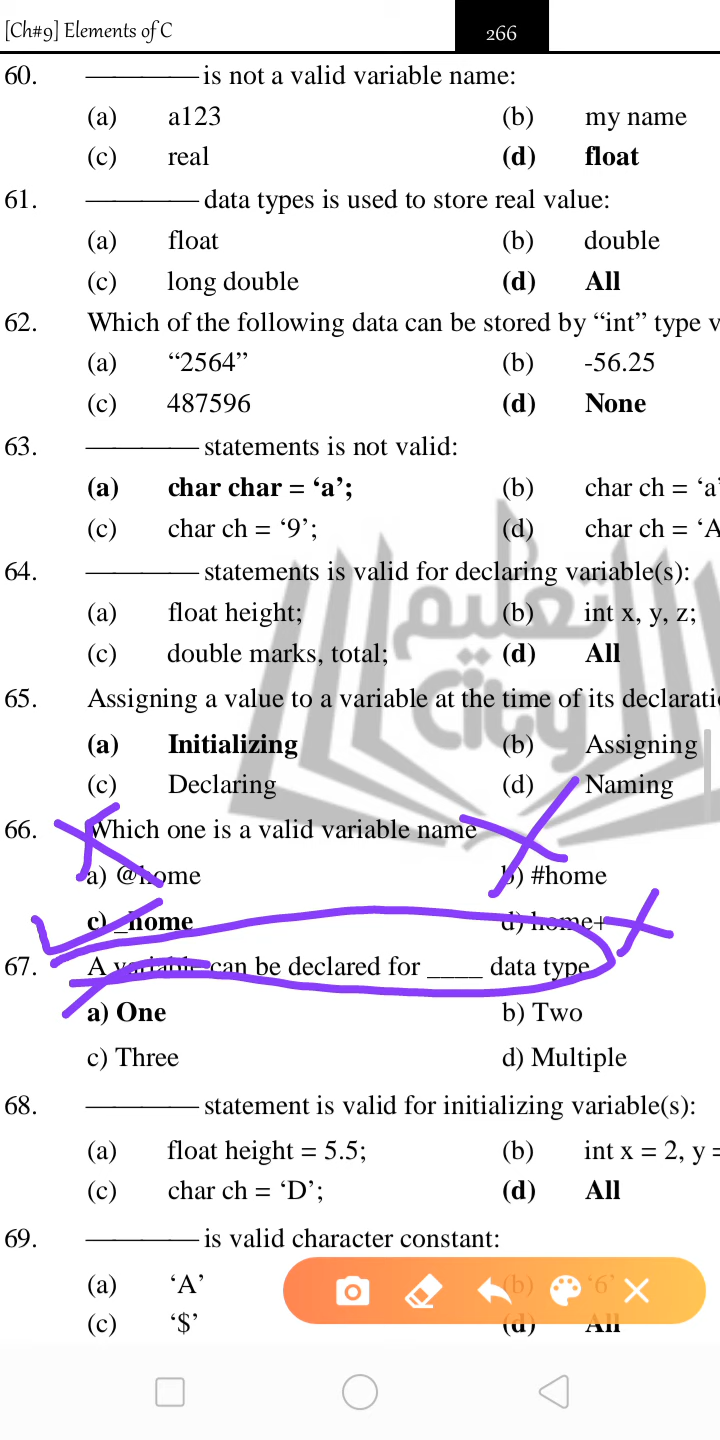 [Ch#9] Elements of C 266
60. ———— is not a valid variable name:
(a) a123 (b) my name
(c) real (d) float
61. ———— data types is used to store real value:
(a) float (b) double
(c) long double (d) All
62. Which of the following data can be stored by “int” type v
(a) “2564” (b) -56.25
(c) 487596 (d) None
63. ———— statements is not valid:
(a) char char = ‘a’; (b) char ch = ‘a’
(c) char ch = ‘9’; (d) char ch = ‘A
64. ———— statements is valid for declaring variable(s):
(a) float height; (b) int x, y, z;
(c) double marks, total; (d) All
تعلیم
City
65. Assigning a value to a variable at the time of its declarati
(a) Initializing (b) Assigning
(c) Declaring (d) Naming
66. Which one is a valid variable name
a) @home b) #home
c) _home d) home+
67. A variable can be declared for ____ data type
a) One b) Two
c) Three d) Multiple
68. ———— statement is valid for initializing variable(s):
(a) float height = 5.5; (b) int x = 2, y =
(c) char ch = ‘D’; (d) All
69. ———— is valid character constant:
(a) ‘A’ (b) ‘6’
(c) ‘$’ (d) All